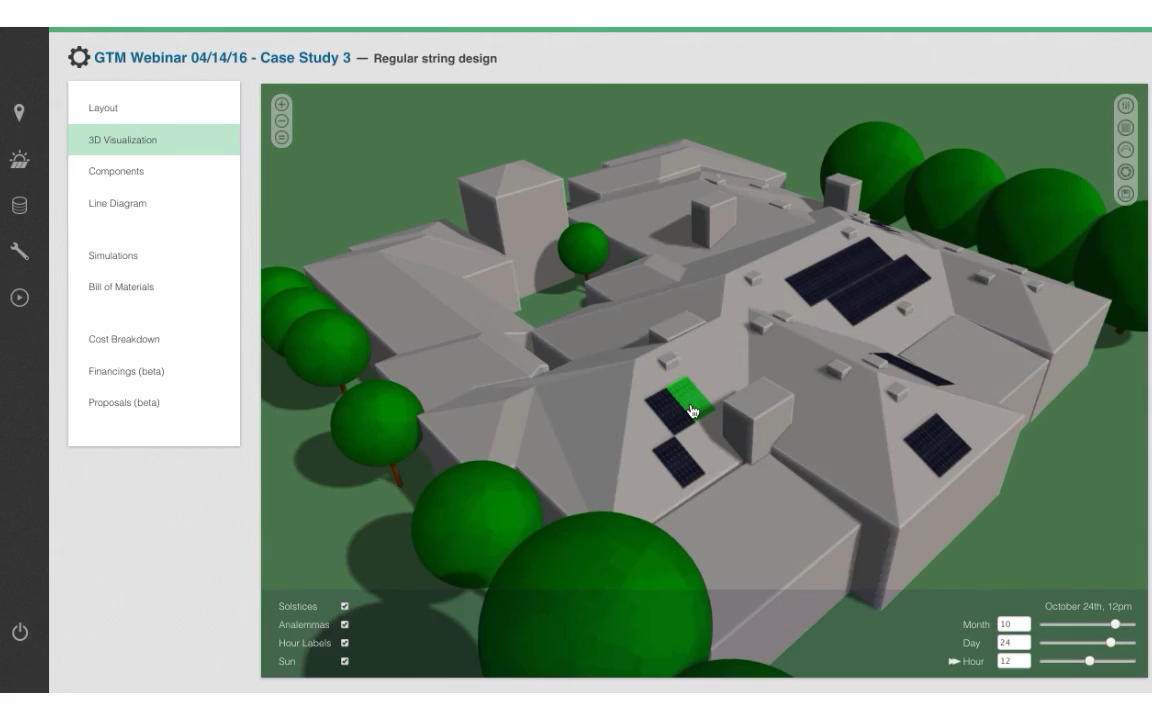 GTM Webinar 04/14/16 - Case Study 3 — Regular string design
Layout
3D Visualization
Components
Line Diagram
Simulations
Bill of Materials
Cost Breakdown
Financings (beta)
Proposals (beta)
Solstices
Analemmas
Hour Labels
Sun
October 24th, 12pm
Month 10
Day 24
Hour 12